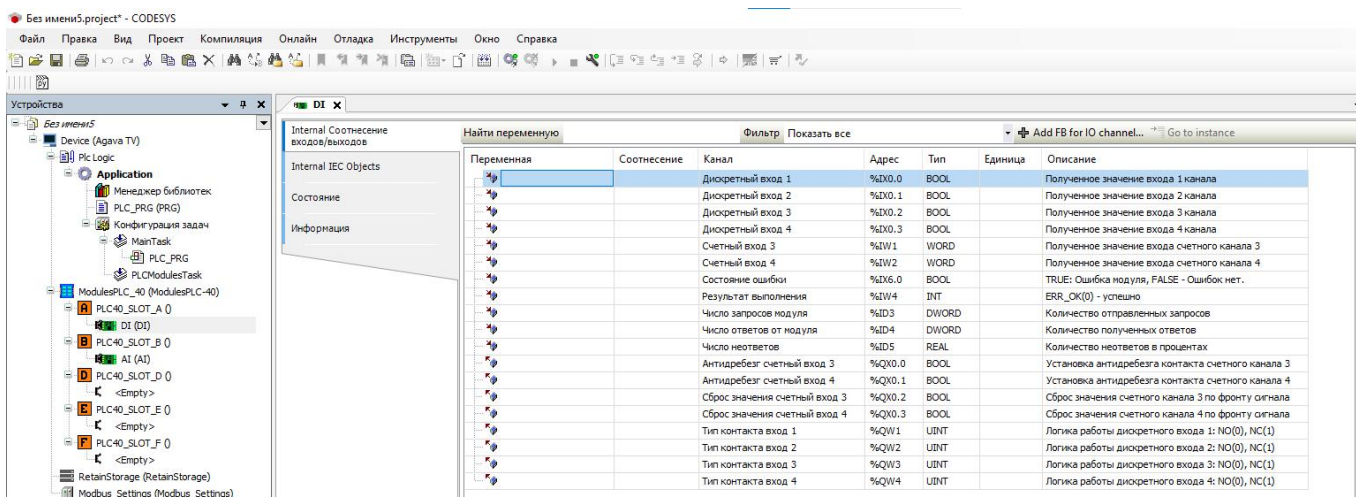 Без имени5.project* - CODESYS
Файл Правка Вид Проект Компиляция Онлайн Отладка Инструменты Окно Справка
Устройства
Без имени5
Device (Agava TV)
Plc Logic
Application
Менеджер библиотек
PLC_PRG (PRG)
Конфигурация задач
MainTask
PLC_PRG
PLCModulesTask
ModulesPLC_40 (ModulesPLC-40)
A PLC40_SLOT_A ()
DI (DI)
B PLC40_SLOT_B ()
AI (AI)
D PLC40_SLOT_D ()
<Empty>
E PLC40_SLOT_E ()
<Empty>
F PLC40_SLOT_F ()
<Empty>
RetainStorage (RetainStorage)
Modbus_Settings (Modbus_Settings)
DI
Internal Соотнесение
входов/выходов
Internal IEC Objects
Состояние
Информация
Найти переменную Фильтр Показать все Add FB for IO channel... Go to instance
Переменная Соотнесение Канал Адрес Тип Единица Описание
Дискретный вход 1 %IX0.0 BOOL Полученное значение входа 1 канала
Дискретный вход 2 %IX0.1 BOOL Полученное значение входа 2 канала
Дискретный вход 3 %IX0.2 BOOL Полученное значение входа 3 канала
Дискретный вход 4 %IX0.3 BOOL Полученное значение входа 4 канала
Счетный вход 3 %IW1 WORD Полученное значение входа счетного канала 3
Счетный вход 4 %IW2 WORD Полученное значение входа счетного канала 4
Состояние ошибки %IX6.0 BOOL TRUE: Ошибка модуля, FALSE - Ошибок нет.
Результат выполнения %IW4 INT ERR_OK(0) - успешно
Число запросов модуля %ID3 DWORD Количество отправленных запросов
Число ответов от модуля %ID4 DWORD Количество полученных ответов
Число неответов %ID5 REAL Количество неответов в процентах
Антидребезг счетный вход 3 %QX0.0 BOOL Установка антидребезга контакта счетного канала 3
Антидребезг счетный вход 4 %QX0.1 BOOL Установка антидребезга контакта счетного канала 4
Сброс значения счетный вход 3 %QX0.2 BOOL Сброс значения счетного канала 3 по фронту сигнала
Сброс значения счетный вход 4 %QX0.3 BOOL Сброс значения счетного канала 4 по фронту сигнала
Тип контакта вход 1 %QW1 UINT Логика работы дискретного входа 1: NO(0), NC(1)
Тип контакта вход 2 %QW2 UINT Логика работы дискретного входа 2: NO(0), NC(1)
Тип контакта вход 3 %QW3 UINT Логика работы дискретного входа 3: NO(0), NC(1)
Тип контакта вход 4 %QW4 UINT Логика работы дискретного входа 4: NO(0), NC(1)